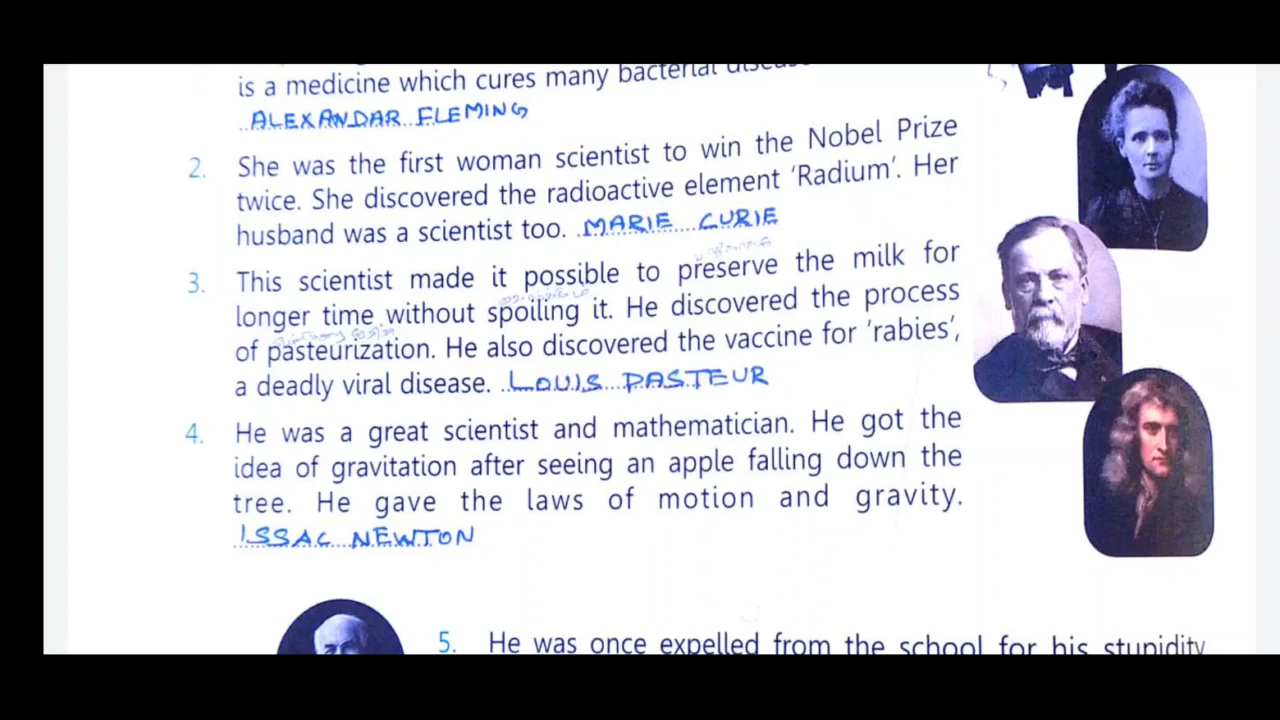 is a medicine which cures many bacterial
ALEXANDAR FLEMING
2. She was the first woman scientist to win the Nobel Prize
twice. She discovered the radioactive element ‘Radium’. Her
husband was a scientist too. MARIE CURIE
3. This scientist made it possible to preserve the milk for
longer time without spoiling it. He discovered the process
of pasteurization. He also discovered the vaccine for ‘rabies’,
a deadly viral disease. LOUIS PASTEUR
4. He was a great scientist and mathematician. He got the
idea of gravitation after seeing an apple falling down the
tree. He gave the laws of motion and gravity.
ISSAC NEWTON
5. He was once expelled from the school for his stupidity